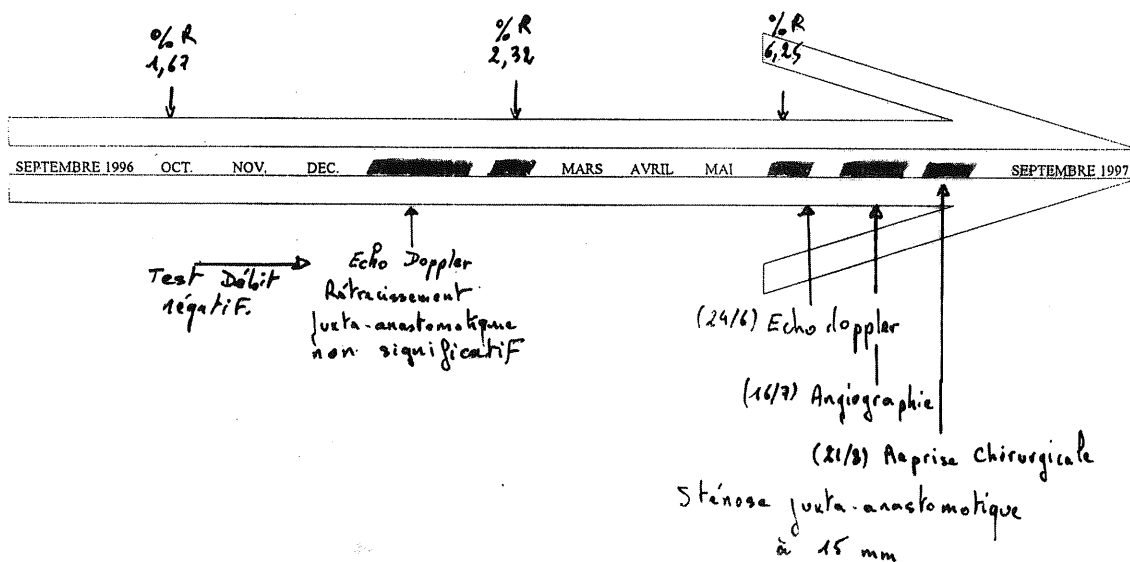 % R
1,67
% R
2,32
% R
6,25
SEPTEMBRE 1996 OCT. NOV. DEC. MARS AVRIL MAI SEPTEMBRE 1997
Test Débit
négatif.
Echo Doppler
Rétracissement
juxta-anastomotique
non significatif
(24/6) Echo doppler
(16/7) Angiographie
(21/8) Reprise Chirurgicale
Sténose juxta-anastomotique
à 15 mm